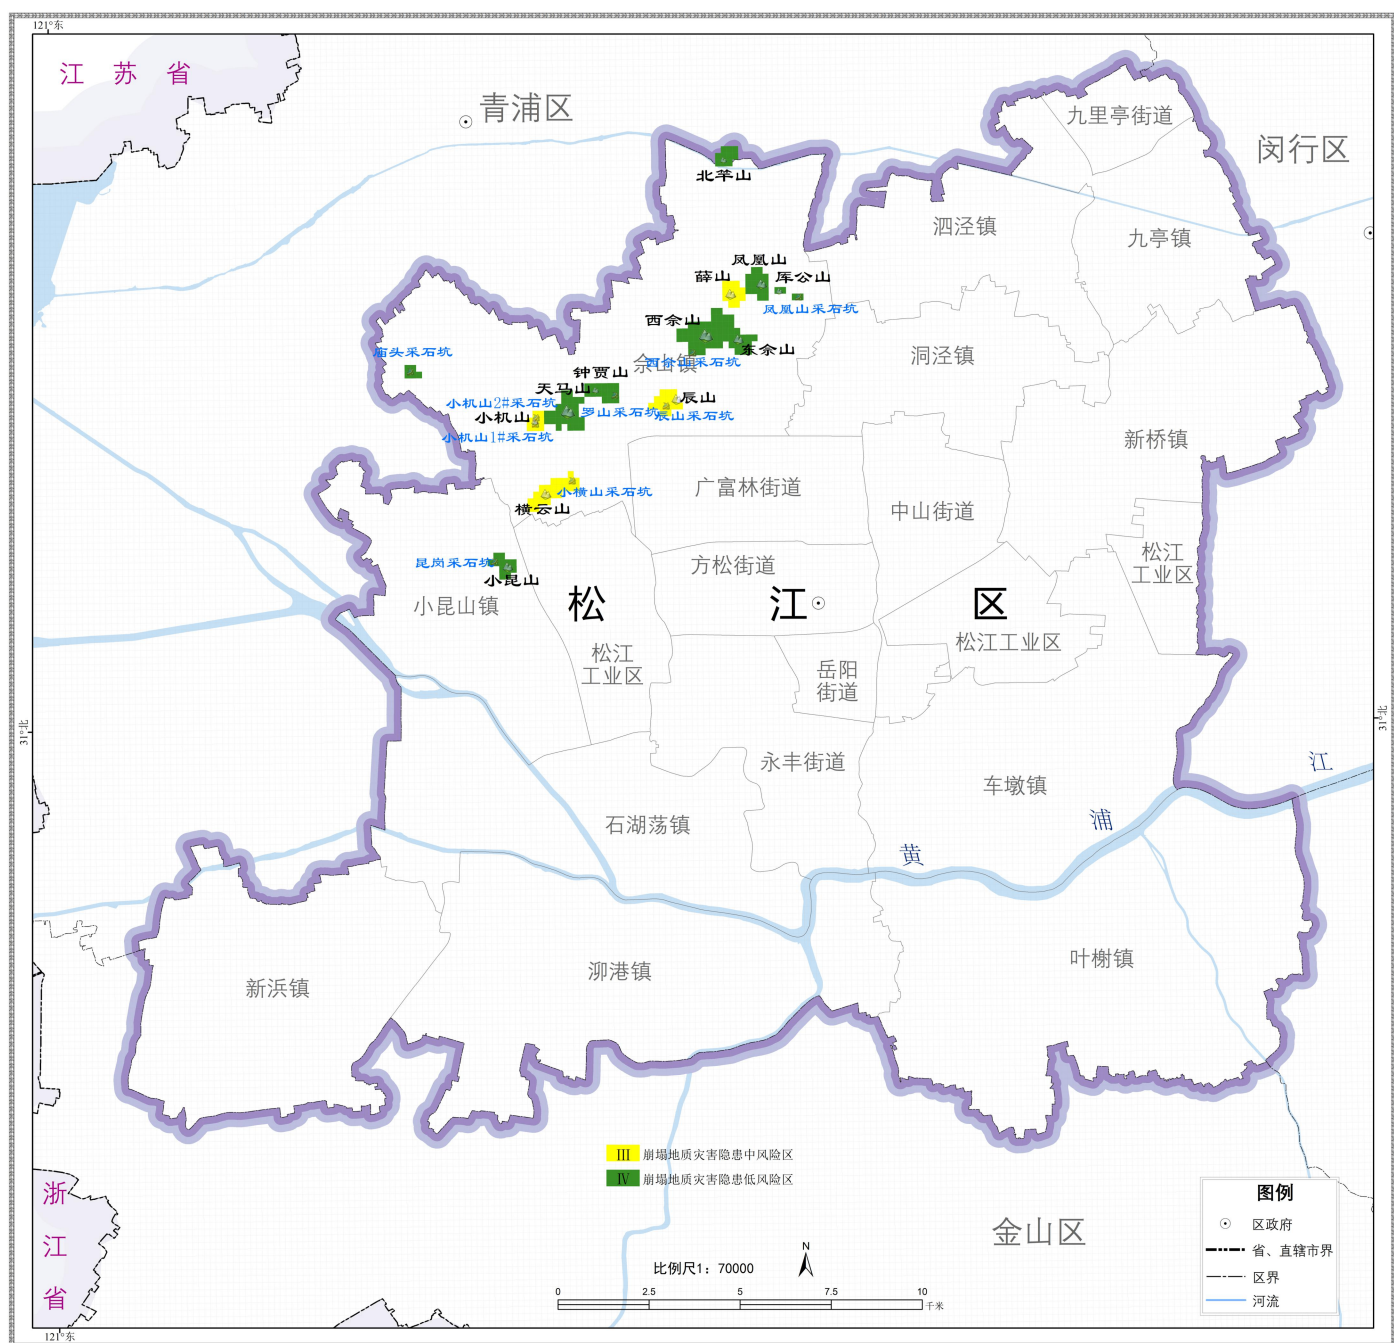 121°东
江 苏 省
青浦区
九里亭街道
闵行区
北竿山
泗泾镇
九亭镇
凤凰山
薛山
厍公山
凤凰山采石坑
西佘山
东佘山
佘山镇
西佘山采石坑
洞泾镇
庙头采石坑
钟贾山
天马山
辰山
小机山2#采石坑
罗山采石坑
辰山采石坑
小机山
小机山1#采石坑
新桥镇
广富林街道
小横山采石坑
横云山
中山街道
昆岗采石坑
小昆山
方松街道
松江
工业区
小昆山镇
松 江 区
松江
工业区
松江工业区
岳阳
街道
31°北
31°北
永丰街道
车墩镇
石湖荡镇
黄 浦 江
新浜镇
泖港镇
叶榭镇
III 崩塌地质灾害隐患中风险区
IV 崩塌地质灾害隐患低风险区
浙
江
省
金山区
图例
区政府
省、直辖市界
区界
河流
比例尺1：70000
N
0 2.5 5 7.5 10
千米
121°东